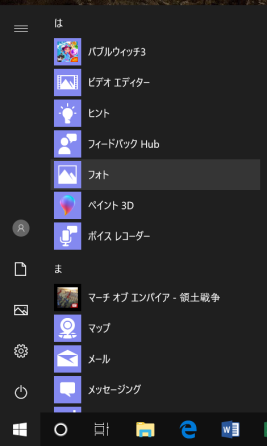 は
バブルウィッチ3
ビデオ エディター
ヒント
フィードバック Hub
フォト
ペイント 3D
ボイス レコーダー
ま
マーチ オブ エンパイア - 領土戦争
マップ
メール
メッセージング